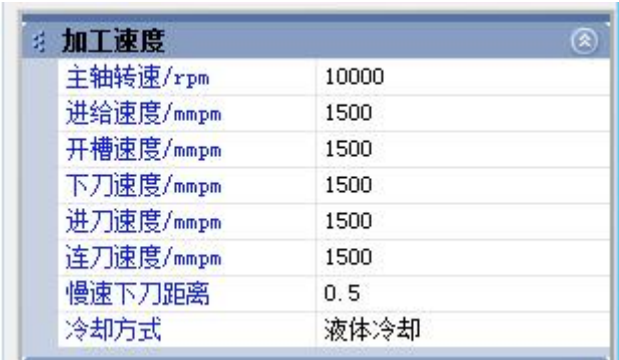 加工速度
主轴转速/rpm 10000
进给速度/mmpm 1500
开槽速度/mmpm 1500
下刀速度/mmpm 1500
进刀速度/mmpm 1500
连刀速度/mmpm 1500
慢速下刀距离 0.5
冷却方式 液体冷却